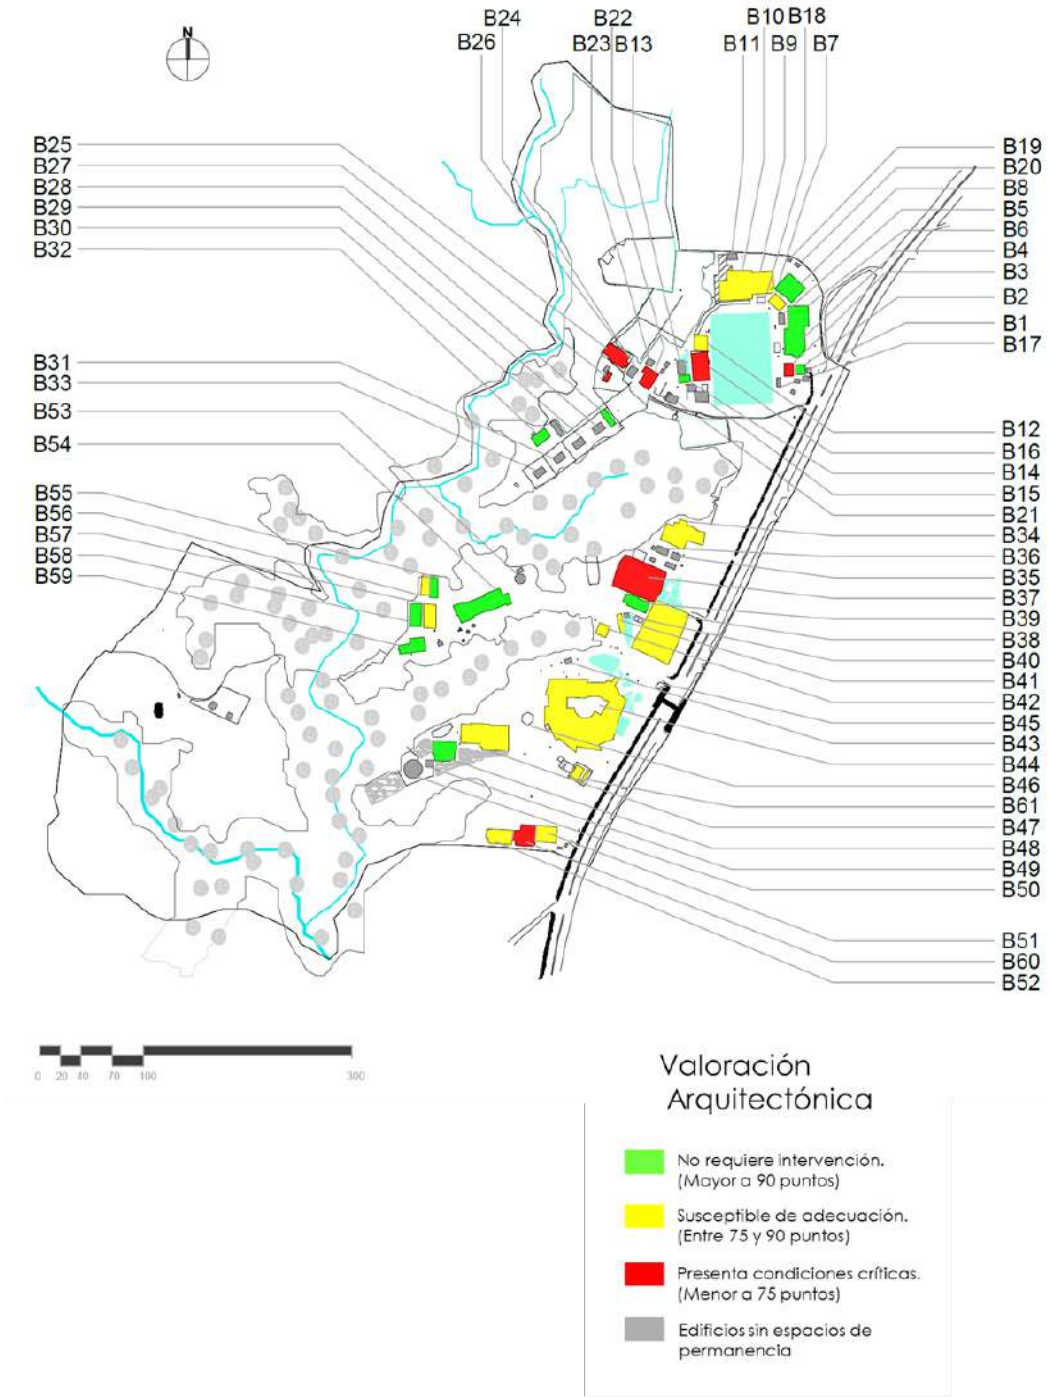 B24 B22 B10 B18
B26 B23 B13 B11 B9 B7
N
B25
B27
B28
B29
B30
B32
B31
B33
B53
B54
B55
B56
B57
B58
B59
B19
B20
B8
B5
B6
B4
B3
B2
B1
B17
B12
B16
B14
B15
B21
B34
B36
B35
B37
B39
B38
B40
B41
B42
B45
B43
B44
B46
B61
B47
B48
B49
B50
B51
B60
B52
0 20 40 70 100 300
Valoración
Arquitectónica
No requiere intervención.
(Mayor a 90 puntos)
Susceptible de adecuación.
(Entre 75 y 90 puntos)
Presenta condiciones críticas.
(Menor a 75 puntos)
Edificios sin espacios de
permanencia